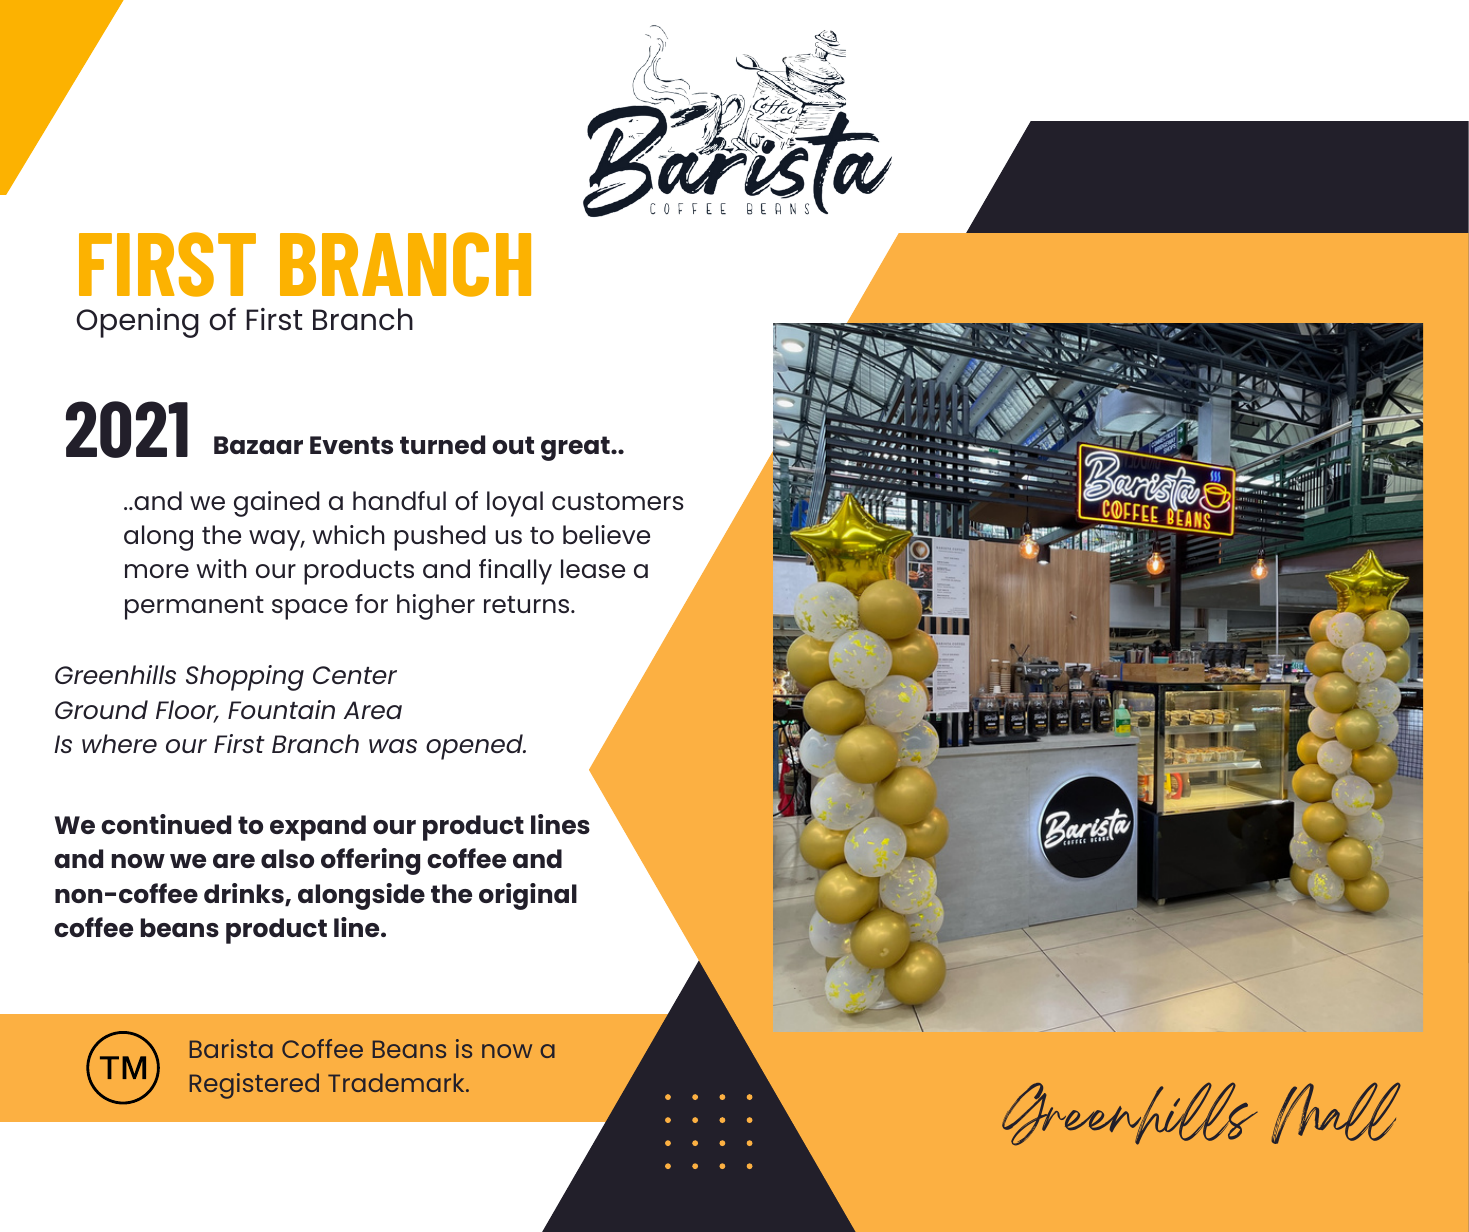 Coffee
Barista
COFFEE BEANS
FIRST BRANCH
Opening of First Branch
2021 Bazaar Events turned out great..
..and we gained a handful of loyal customers
along the way, which pushed us to believe
more with our products and finally lease a
permanent space for higher returns.
Greenhills Shopping Center
Ground Floor, Fountain Area
Is where our First Branch was opened.
We continued to expand our product lines
and now we are also offering coffee and
non-coffee drinks, alongside the original
coffee beans product line.
TM
Barista Coffee Beans is now a
Registered Trademark.
Barista
COFFEE BEANS
Barista
COFFEE BEANS
Greenhills Mall